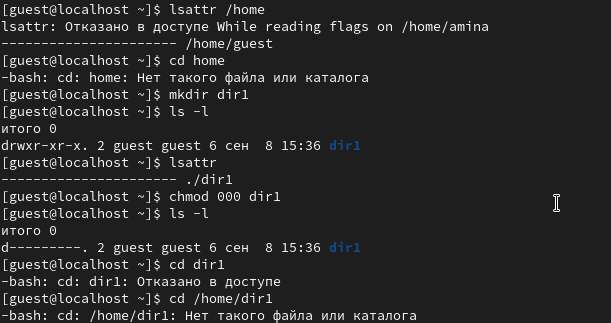 [guest@localhost ~]$ lsattr /home
lsattr: Отказано в доступе While reading flags on /home/amina
---------------------- /home/guest
[guest@localhost ~]$ cd home
-bash: cd: home: Нет такого файла или каталога
[guest@localhost ~]$ mkdir dir1
[guest@localhost ~]$ ls -l
итого 0
drwxr-xr-x. 2 guest guest 6 сен  8 15:36 dir1
[guest@localhost ~]$ lsattr
---------------------- ./dir1
[guest@localhost ~]$ chmod 000 dir1
[guest@localhost ~]$ ls -l
итого 0
d---------. 2 guest guest 6 сен  8 15:36 dir1
[guest@localhost ~]$ cd dir1
-bash: cd: dir1: Отказано в доступе
[guest@localhost ~]$ cd /home/dir1
-bash: cd: /home/dir1: Нет такого файла или каталога